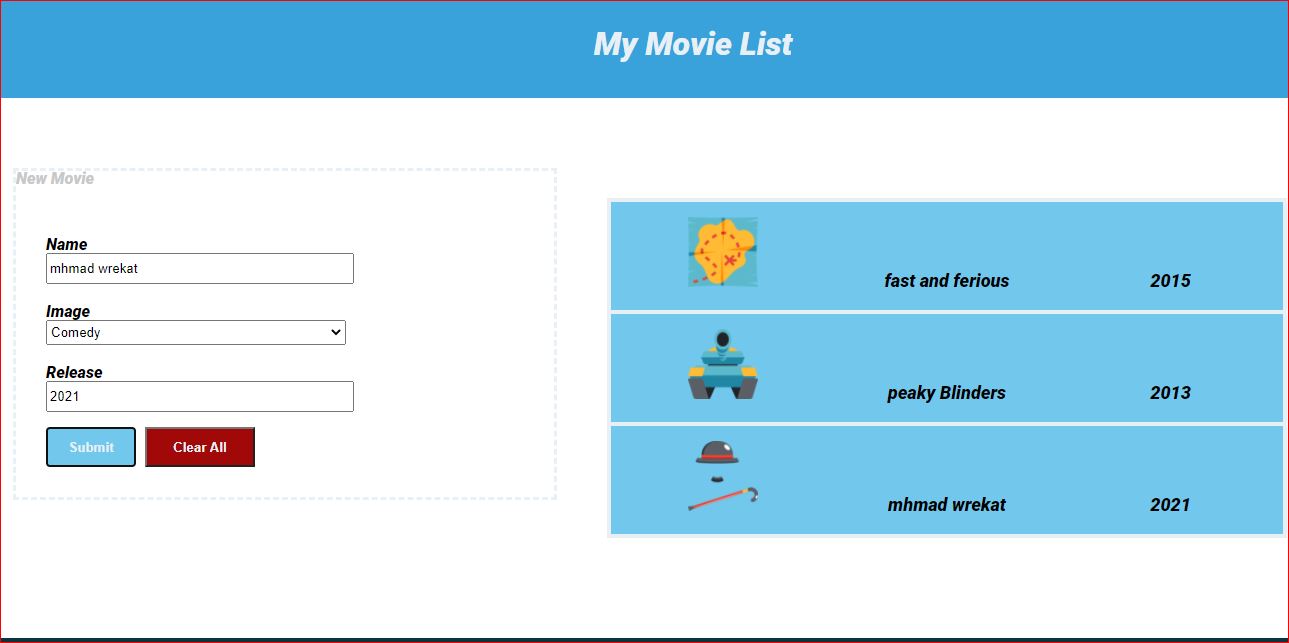 My Movie List
New Movie
Name
mhmad wrekat
Image
Comedy
Release
2021
Submit Clear All
fast and ferious 2015
peaky Blinders 2013
mhmad wrekat 2021